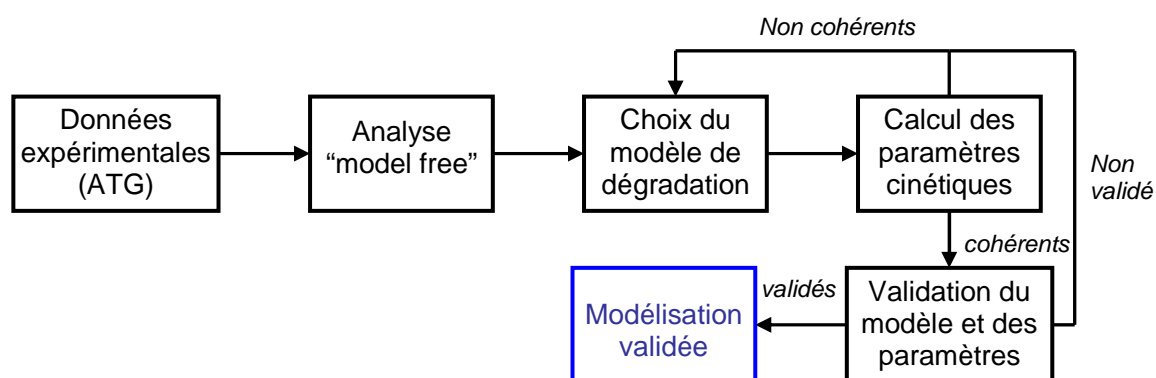 Non cohérents
Données
expérimentales
(ATG)
Analyse
“model free”
Choix du
modèle de
dégradation
Calcul des
paramètres
cinétiques
Non
validé
cohérents
Modélisation
validée
validés
Validation du
modèle et des
paramètres